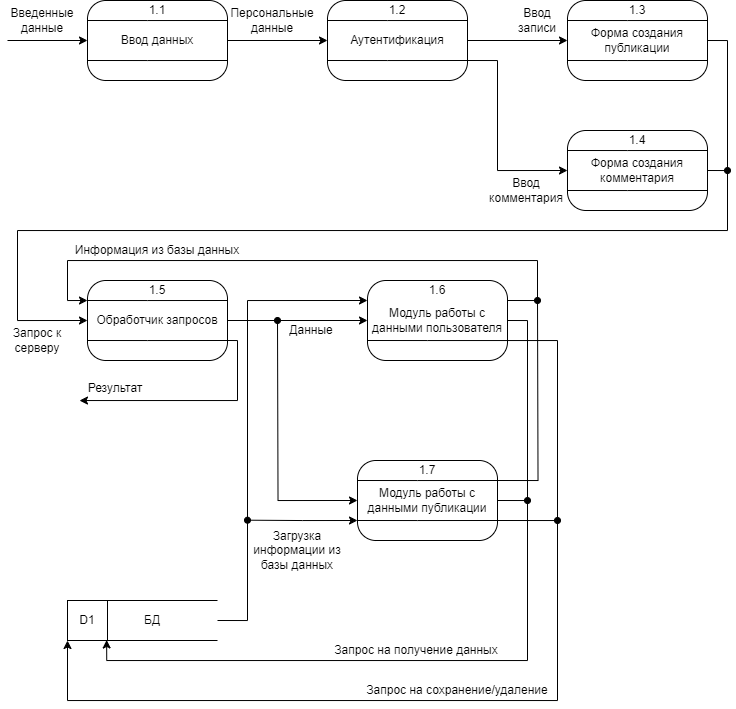 Введенные
данные
1.1
Ввод данных
Персональные
данные
1.2
Аутентификация
Ввод
записи
1.3
Форма создания
публикации
1.4
Форма создания
комментария
Ввод
комментария
Информация из базы данных
1.5
Обработчик запросов
Запрос к
серверу
Данные
1.6
Модуль работы с
данными пользователя
Результат
1.7
Модуль работы с
данными публикации
Загрузка
информации из
базы данных
D1
БД
Запрос на получение данных
Запрос на сохранение/удаление